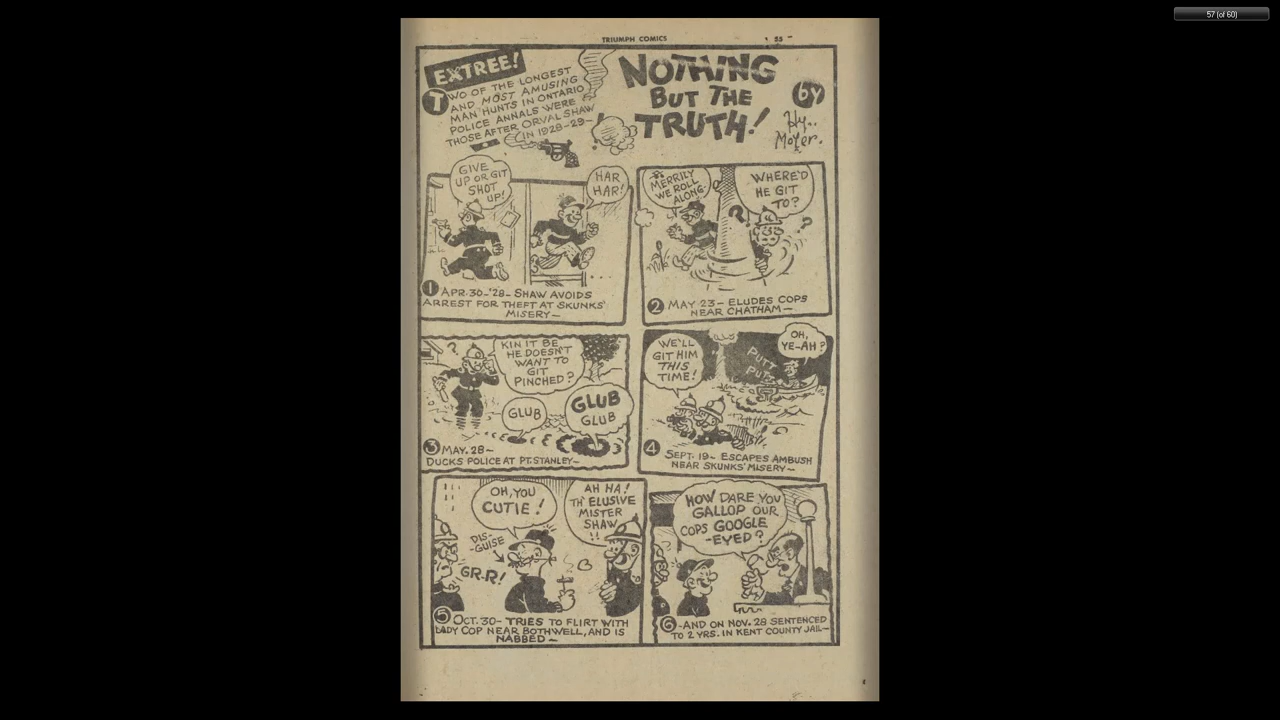 57 (of 60)
TRIUMPH COMICS
55
EXTREE!
TWO OF THE LONGEST
AND MOST AMUSING
MAN HUNTS IN ONTARIO
POLICE ANNALS WERE
THOSE AFTER ORVAL SHAW
IN 1928-29-
NOTHING
BUT THE
TRUTH!
by
Hy..
Moyer.
GIVE
UP OR GIT
SHOT
UP!
HAR
HAR!
1 APR. 30-'28- SHAW AVOIDS
ARREST FOR THEFT AT SKUNKS'
MISERY-
MERRILY
WE ROLL
ALONG
WHERE'D
HE GIT
TO?
?
?
2 MAY 23- ELUDES COPS
NEAR CHATHAM-
?
KIN IT BE
HE DOESN'T
WANT TO
GIT
PINCHED?
GLUB
GLUB
GLUB
3 MAY. 28-
DUCKS POLICE AT PT. STANLEY-
WE'LL
GIT HIM
THIS
TIME!
PUTT
PUTT
OH,
YE-AH?
4 SEPT. 19- ESCAPES AMBUSH
NEAR SKUNKS' MISERY-
OH, YOU
CUTIE!
AH HA!
TH' ELUSIVE
MISTER
SHAW
!!
DIS-
-GUISE
GR-R!
5 OCT. 30- TRIES TO FLIRT WITH
LADY COP NEAR BOTHWELL, AND IS
NABBED-
HOW DARE YOU
GALLOP OUR
COPS GOOGLE
-EYED?
6 -AND ON NOV. 28 SENTENCED
TO 2 YRS. IN KENT COUNTY JAIL-